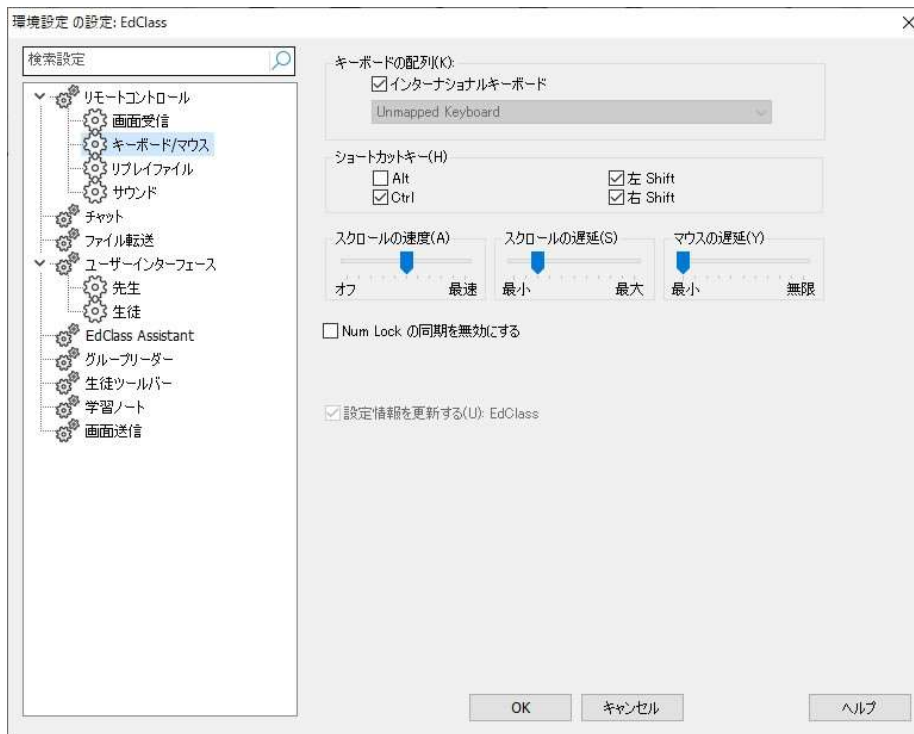 環境設定 の設定: EdClass
検索設定
リモートコントロール
画面受信
キーボード/マウス
リプレイファイル
サウンド
チャット
ファイル転送
ユーザーインターフェース
先生
生徒
EdClass Assistant
グループリーダー
生徒ツールバー
学習ノート
画面送信
キーボードの配列(K):
インターナショナルキーボード
Unmapped Keyboard
ショートカットキー(H)
Alt
左 Shift
Ctrl
右 Shift
スクロールの速度(A)
オフ 最速
スクロールの遅延(S)
最小 最大
マウスの遅延(Y)
最小 無限
Num Lock の同期を無効にする
設定情報を更新する(U): EdClass
OK
キャンセル
ヘルプ